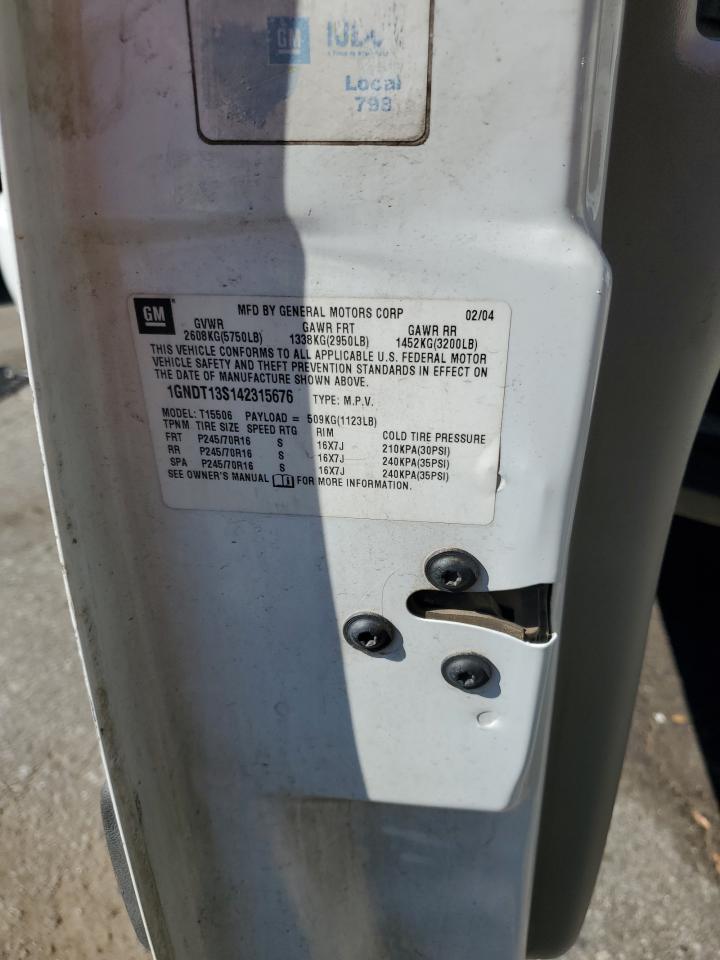 GM
Local
798
GM MFD BY GENERAL MOTORS CORP 02/04
GVWR GAWR FRT GAWR RR
2608KG(5750LB) 1338KG(2950LB) 1452KG(3200LB)
THIS VEHICLE CONFORMS TO ALL APPLICABLE U.S. FEDERAL MOTOR
VEHICLE SAFETY AND THEFT PREVENTION STANDARDS IN EFFECT ON
THE DATE OF MANUFACTURE SHOWN ABOVE.
1GNDT13S142315676 TYPE: M.P.V.
MODEL: T15506 PAYLOAD = 509KG(1123LB)
TPNM TIRE SIZE SPEED RTG RIM COLD TIRE PRESSURE
FRT P245/70R16 S 16X7J 210KPA(30PSI)
RR P245/70R16 S 16X7J 240KPA(35PSI)
SPA P245/70R16 S 16X7J 240KPA(35PSI)
SEE OWNER'S MANUAL FOR MORE INFORMATION.